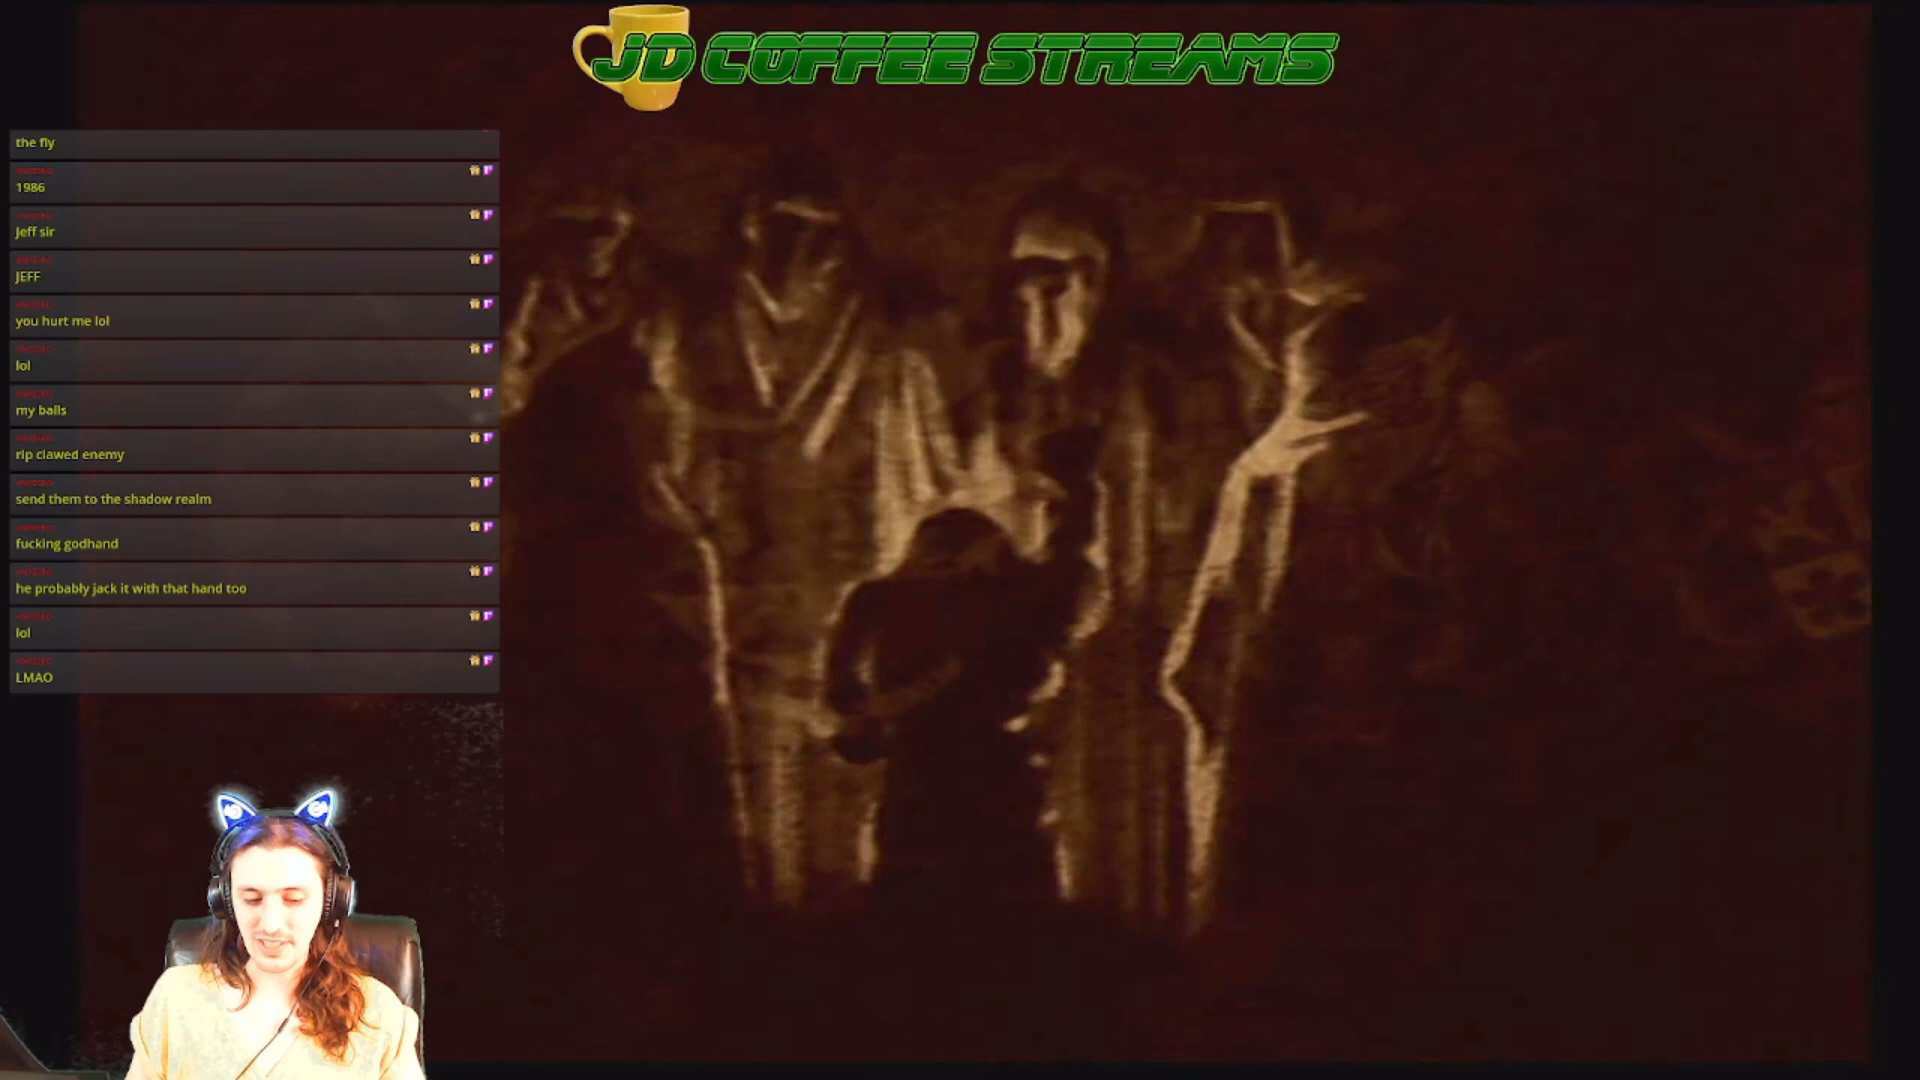 JD COFFEE STREAMS
the fly
1986
Jeff sir
JEFF
you hurt me lol
lol
my balls
rip clawed enemy
send them to the shadow realm
fucking godhand
he probably jack it with that hand too
lol
LMAO